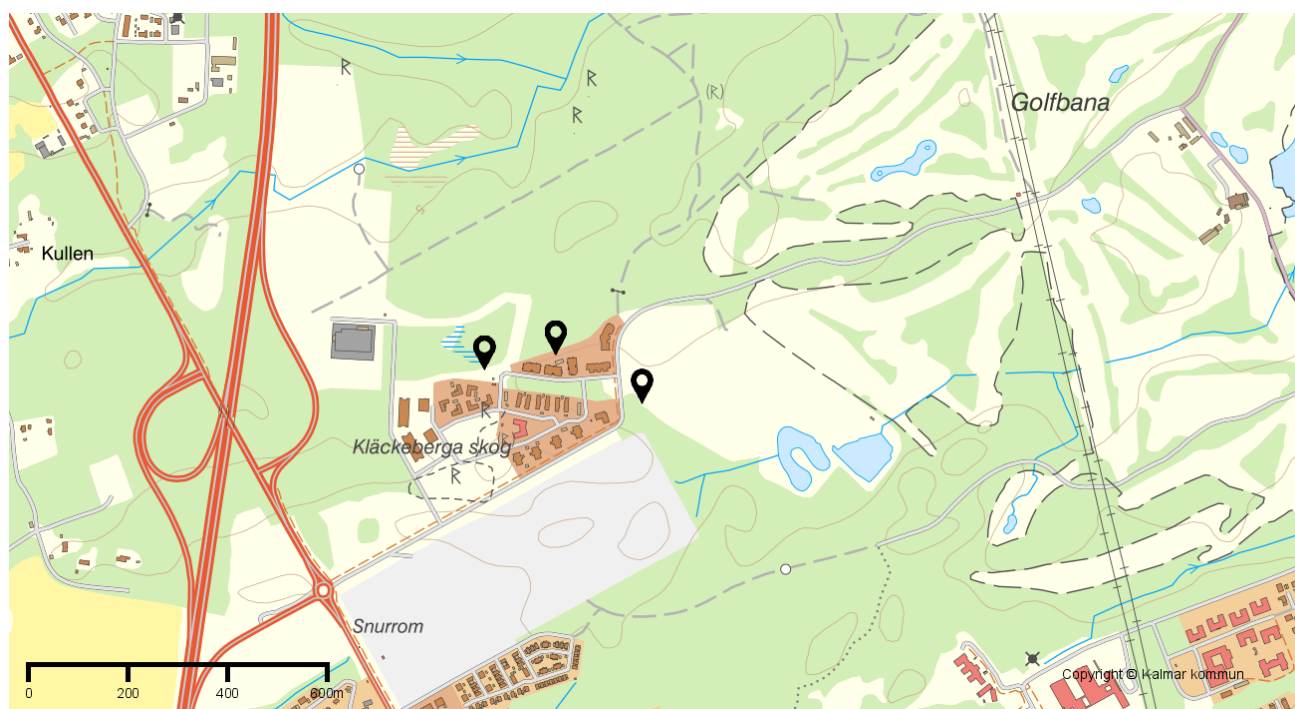 R
R
(R)
R
Golfbana
Kullen
R
Kläckeberga skog
R
R
Snurrom
0 200 400 600m
Copyright © Kalmar kommun